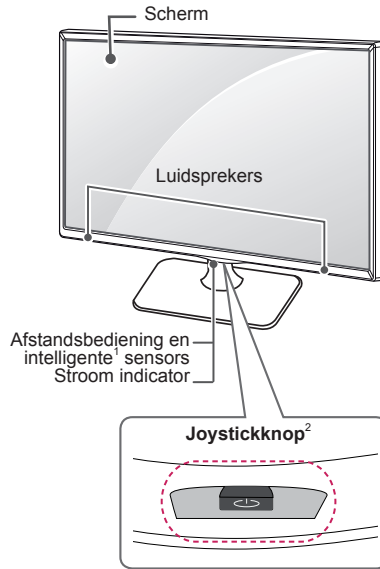 Scherm
Luidsprekers
Afstandsbediening en
intelligente¹ sensors
Stroom indicator
Joystickknop²